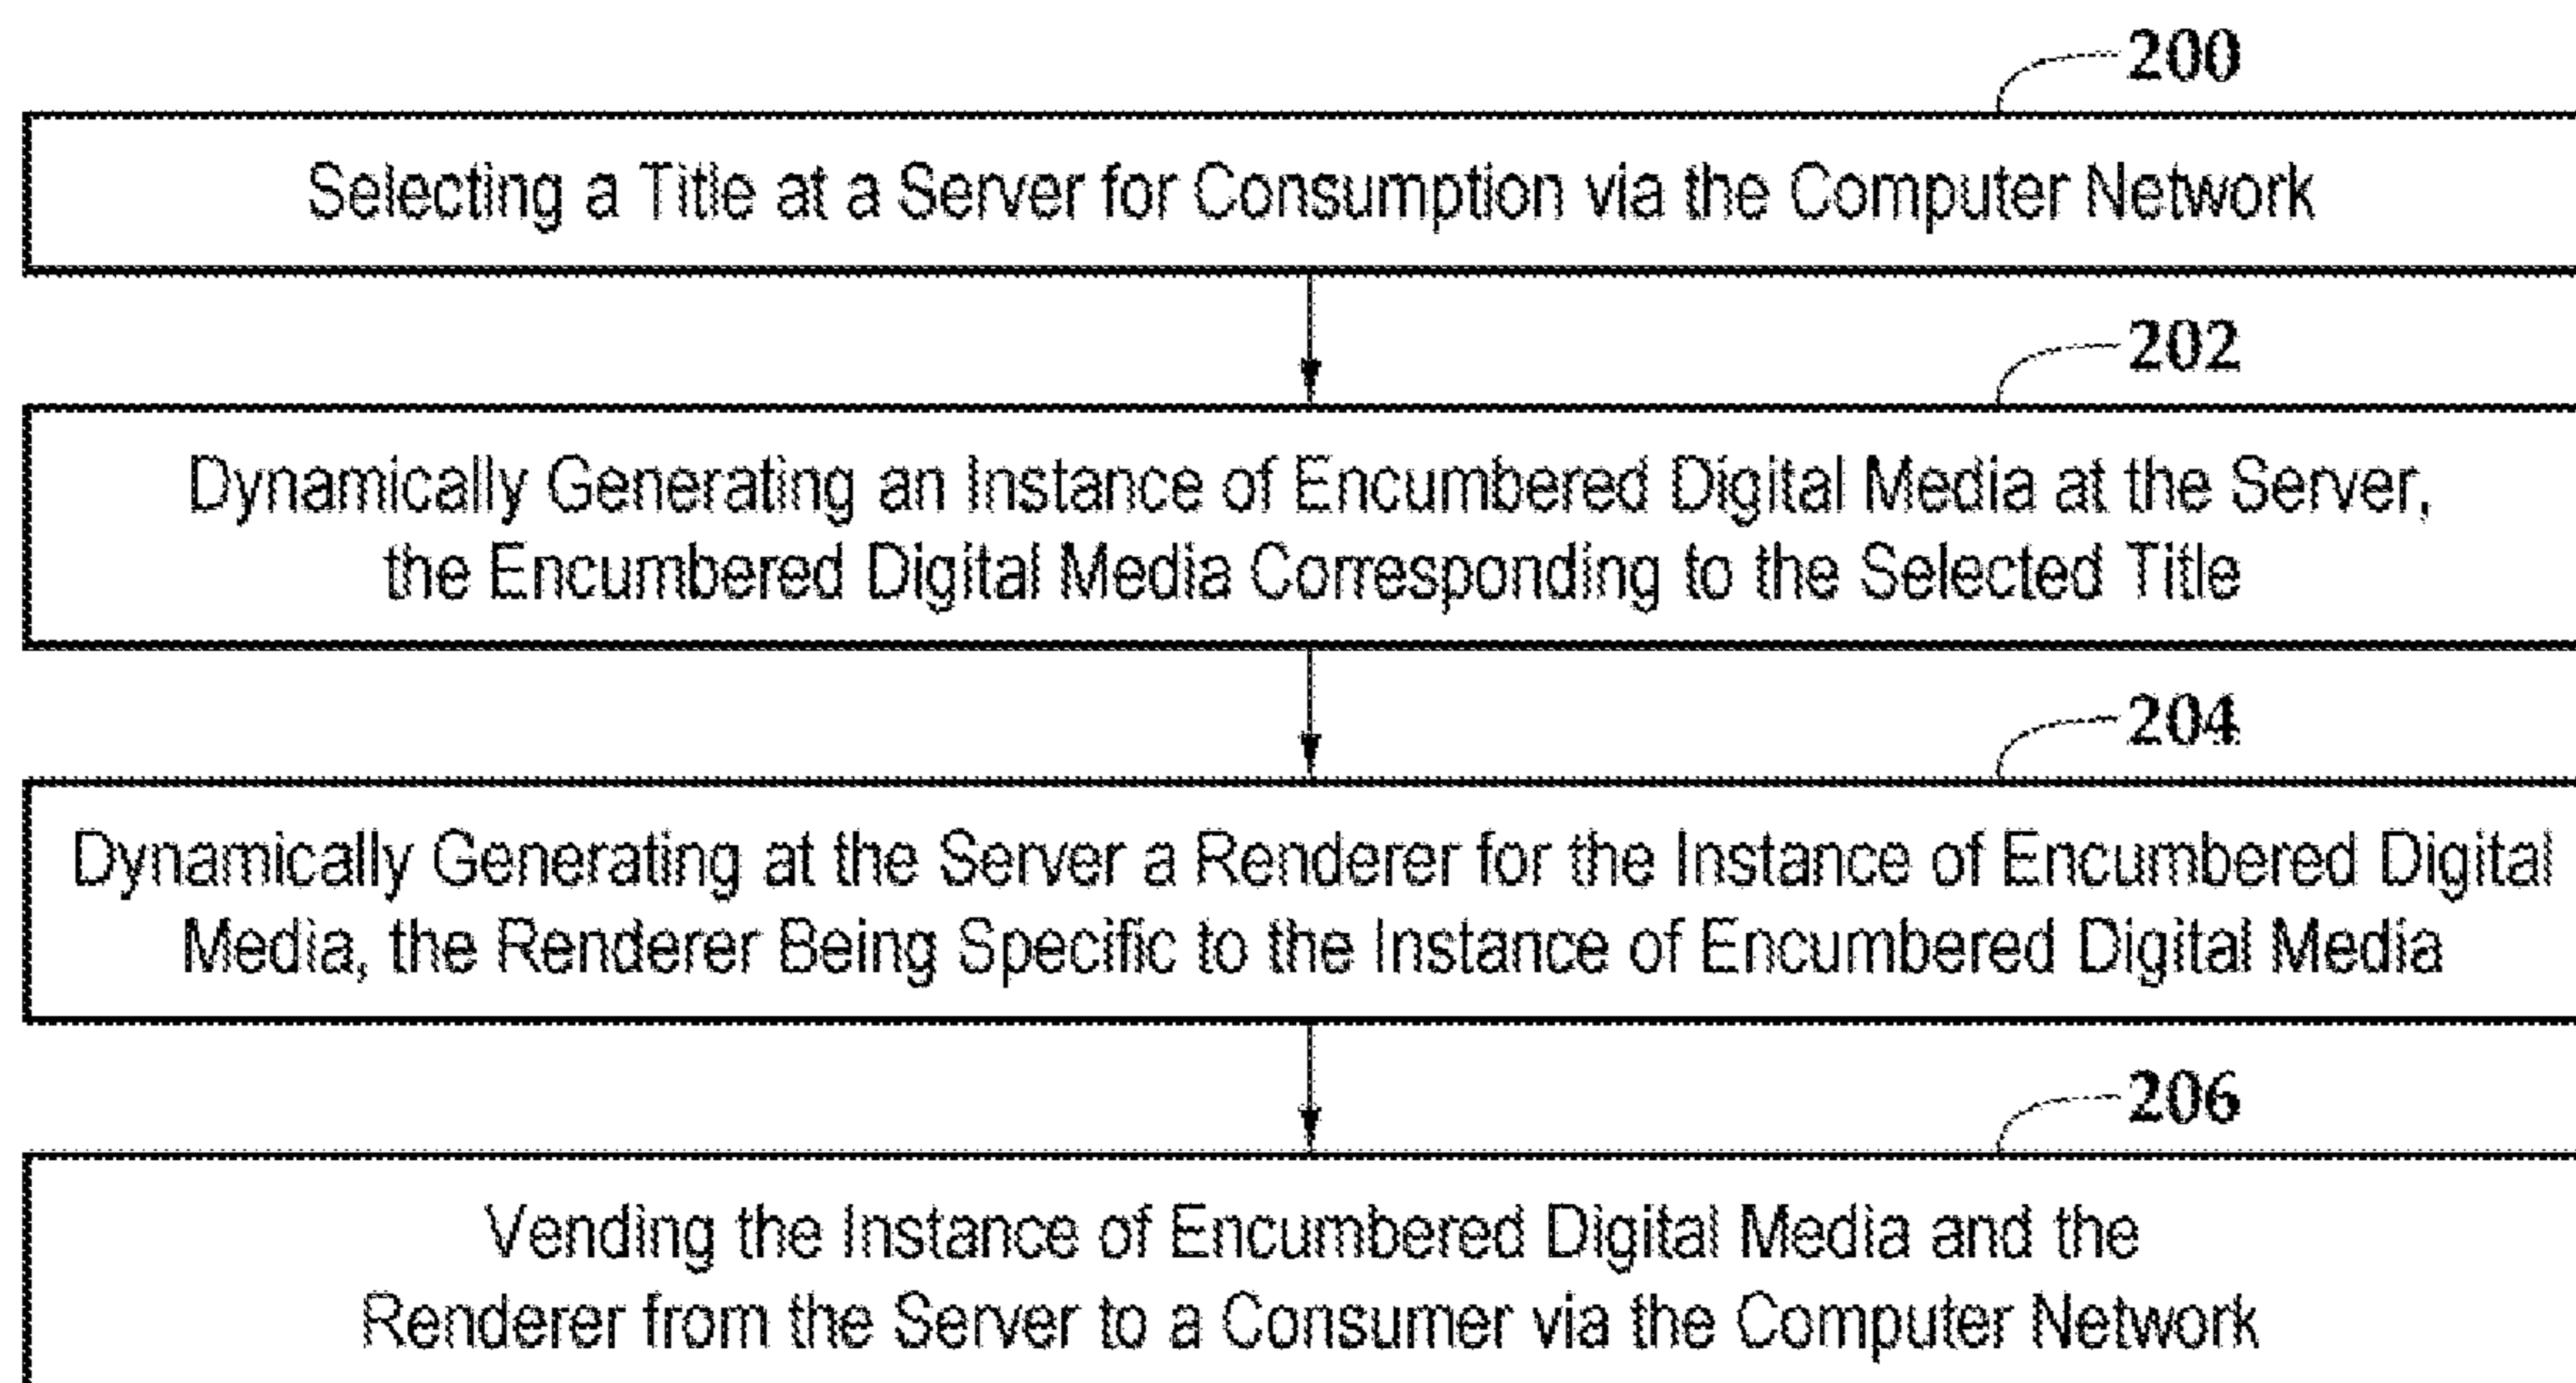 200
Selecting a Title at a Server for Consumption via the Computer Network
202
Dynamically Generating an Instance of Encumbered Digital Media at the Server,
the Encumbered Digital Media Corresponding to the Selected Title
204
Dynamically Generating at the Server a Renderer for the Instance of Encumbered Digital
Media, the Renderer Being Specific to the Instance of Encumbered Digital Media
206
Vending the Instance of Encumbered Digital Media and the
Renderer from the Server to a Consumer via the Computer Network